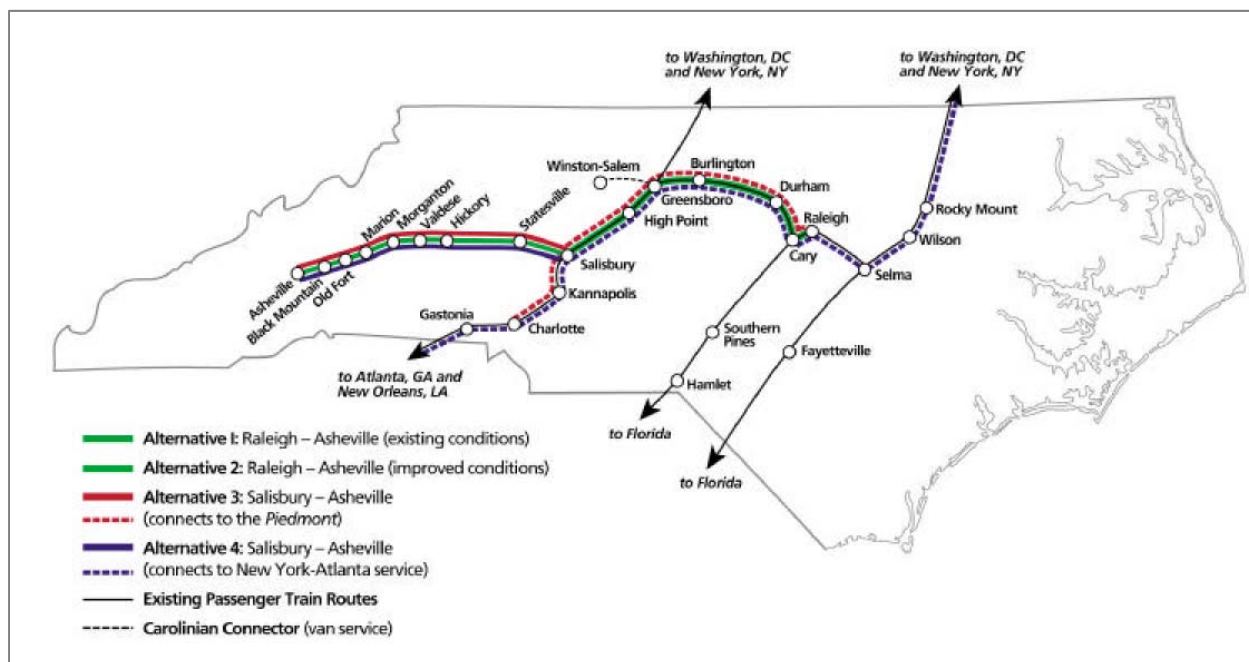 to Washington, DC
and New York, NY
to Washington, DC
and New York, NY
Winston-Salem
Burlington
Greensboro
High Point
Durham
Raleigh
Cary
Rocky Mount
Wilson
Selma
Asheville
Black Mountain
Old Fort
Marion
Morganton
Valdese
Hickory
Statesville
Salisbury
Kannapolis
Charlotte
Gastonia
Southern
Pines
Fayetteville
Hamlet
to Atlanta, GA and
New Orleans, LA
to Florida
to Florida
Alternative 1: Raleigh – Asheville (existing conditions)
Alternative 2: Raleigh – Asheville (improved conditions)
Alternative 3: Salisbury – Asheville
(connects to the Piedmont)
Alternative 4: Salisbury – Asheville
(connects to New York-Atlanta service)
Existing Passenger Train Routes
Carolinian Connector (van service)